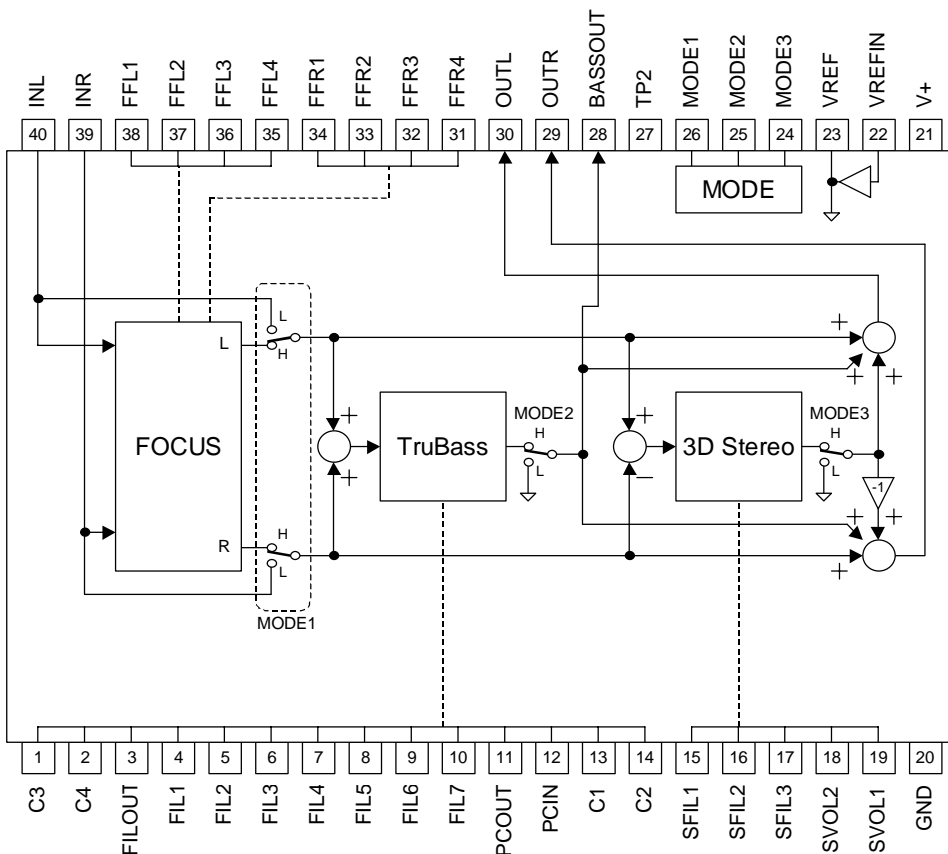 INL
INR
FFL1
FFL2
FFL3
FFL4
FFR1
FFR2
FFR3
FFR4
OUTL
OUTR
BASSOUT
TP2
MODE1
MODE2
MODE3
VREF
VREFIN
V+
40
39
38
37
36
35
34
33
32
31
30
29
28
27
26
25
24
23
22
21
MODE
L
H
L
+
+
+
+
+
FOCUS
TruBass
MODE2
H
L
+
3D Stereo
MODE3
H
L
-1
+
−
R
H
L
MODE1
+
+
+
1
2
3
4
5
6
7
8
9
10
11
12
13
14
15
16
17
18
19
20
C3
C4
FILOUT
FIL1
FIL2
FIL3
FIL4
FIL5
FIL6
FIL7
PCOUT
PCIN
C1
C2
SFIL1
SFIL2
SFIL3
SVOL2
SVOL1
GND